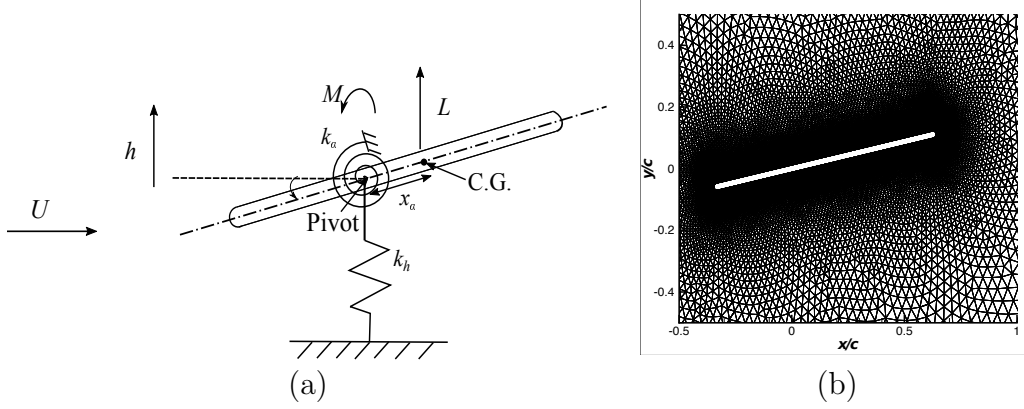 M
L
k_α
h
C.G.
x_α
U
Pivot
k_h
(a)
0.4
0.2
0
-0.2
-0.4
y/c
-0.5
0
0.5
1
x/c
(b)